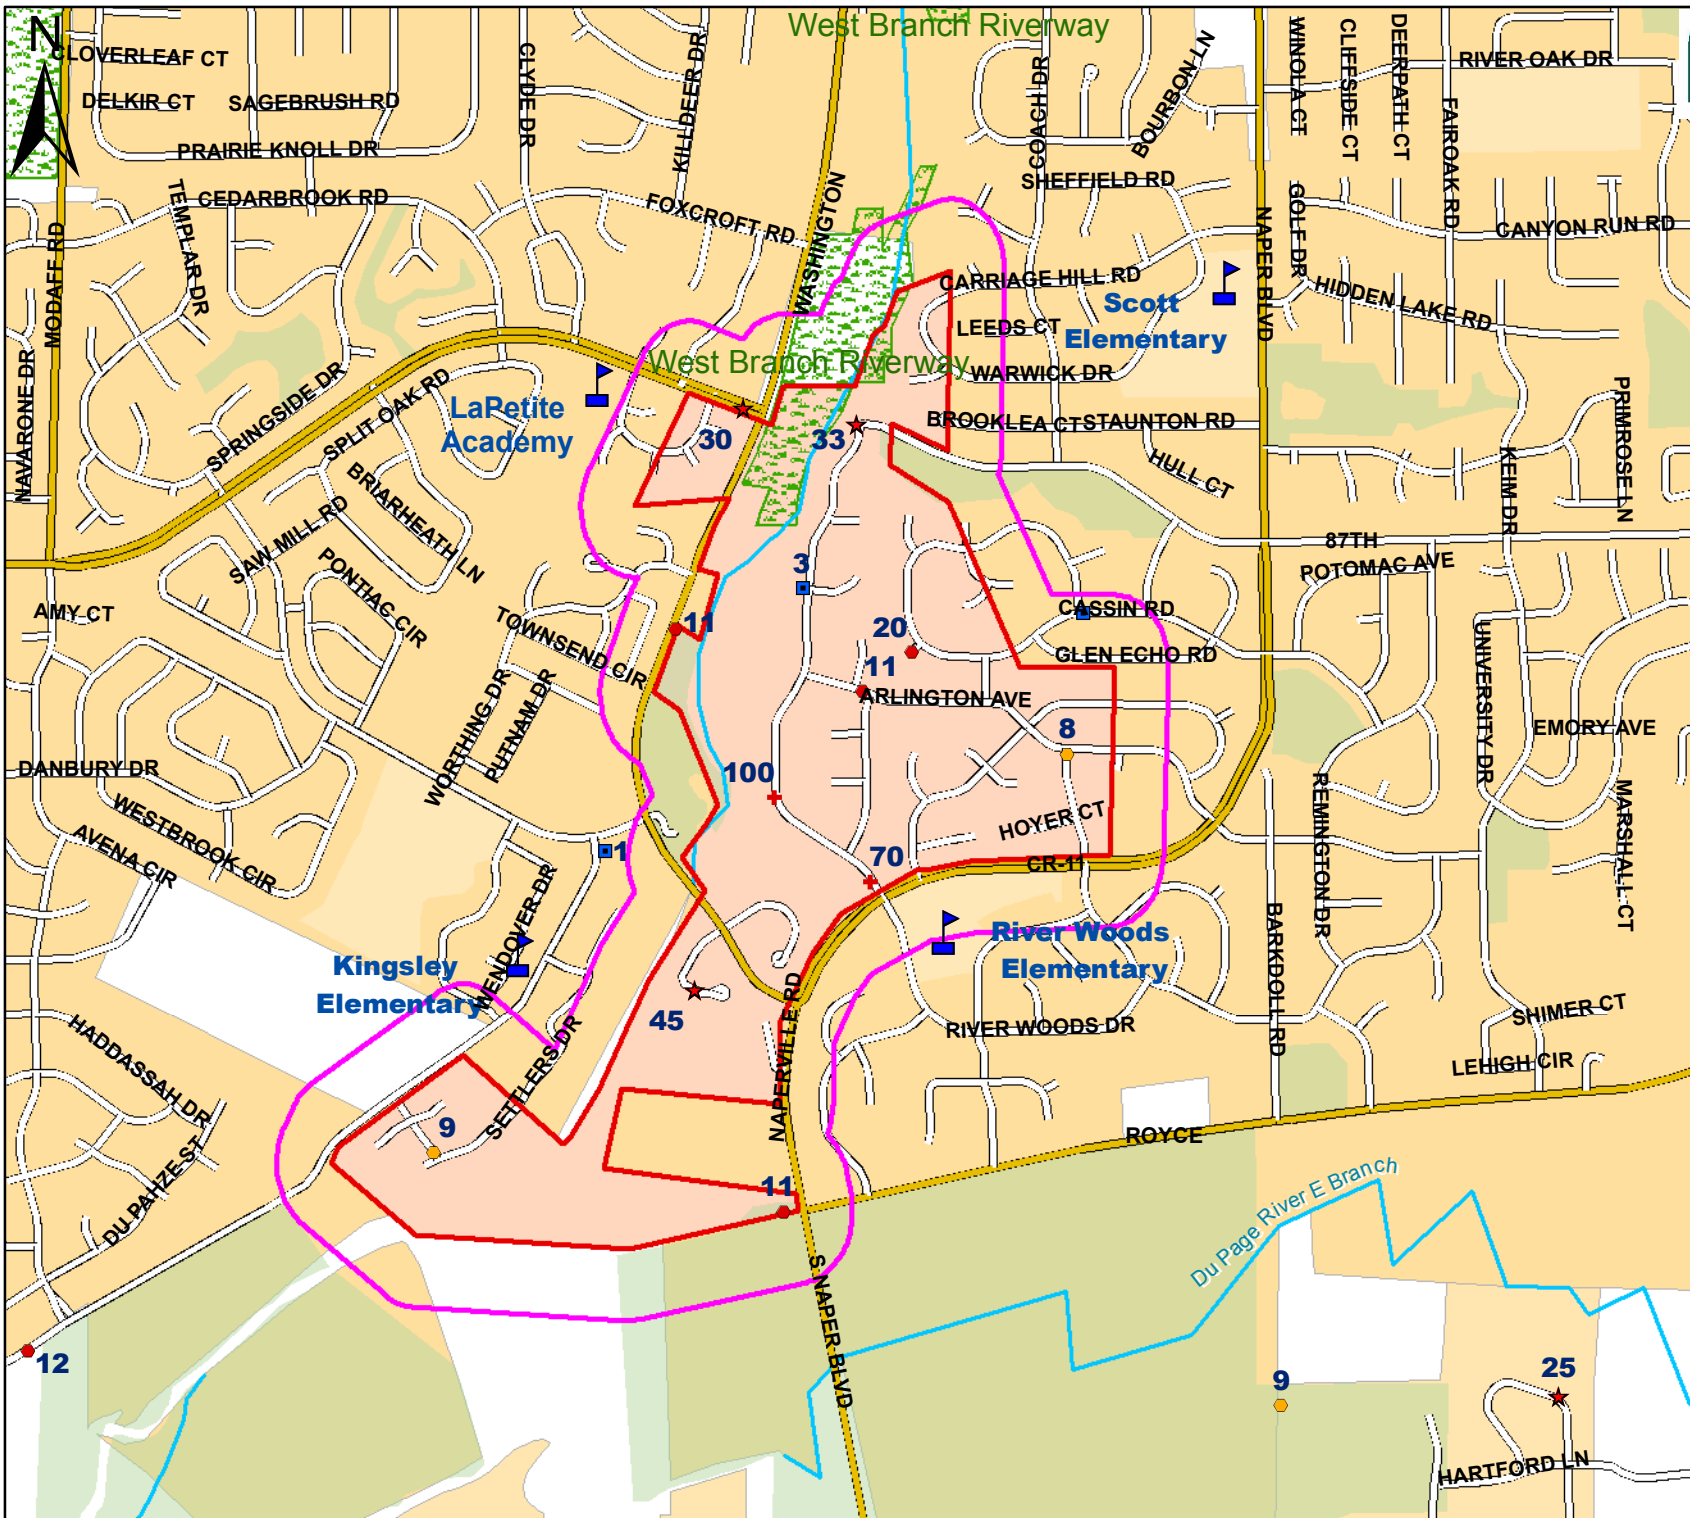 West Branch Riverway
N
CLOVERLEAF CT
DELKIR CT
SAGEBRUSH RD
PRAIRIE KNOLL DR
CEDARBROOK RD
CLYDE DR
KILLDEER DR
COACH DR
BOURBON LN
WINOLA CT
CLIFFSIDE CT
DEERPATH CT
RIVER OAK DR
FAIROAK RD
SHEFFIELD RD
TEMPLAR DR
FOXCROFT RD
WASHINGTON
MODAFF RD
NAPER BLVD
GOLF DR
CANYON RUN RD
CARRIAGE HILL RD
Scott
Elementary
HIDDEN LAKE RD
LEEDS CT
NAVARONE DR
West Branch Riverway
WARWICK DR
SPRINGSIDE DR
SPLIT OAK RD
LaPetite
Academy
30
33
BROOKLEA CT
STAUNTON RD
PRIMROSE LN
HULL CT
KEIM DR
BRIARHEATH LN
SAW MILL RD
PONTIAC CIR
87TH
POTOMAC AVE
3
AMY CT
TOWNSEND CIR
11
20
CASSIN RD
GLEN ECHO RD
UNIVERSITY DR
11
ARLINGTON AVE
WORTHING DR
PUTNAM DR
8
EMORY AVE
DANBURY DR
100
WESTBROOK CIR
AVENA CIR
HOYER CT
REMINGTON DR
MARSHALL CT
1
70
CR-11
WENDOVER DR
Kingsley
Elementary
River Woods
Elementary
BARKDOLL RD
45
NAPERVILLE RD
RIVER WOODS DR
SHIMER CT
LEHIGH CIR
HADDASSAH DR
SETTLERS DR
9
ROYCE
DU PAHZE ST
11
Du Page River E Branch
S NAPER BLVD
12
9
25
HARTFORD LN